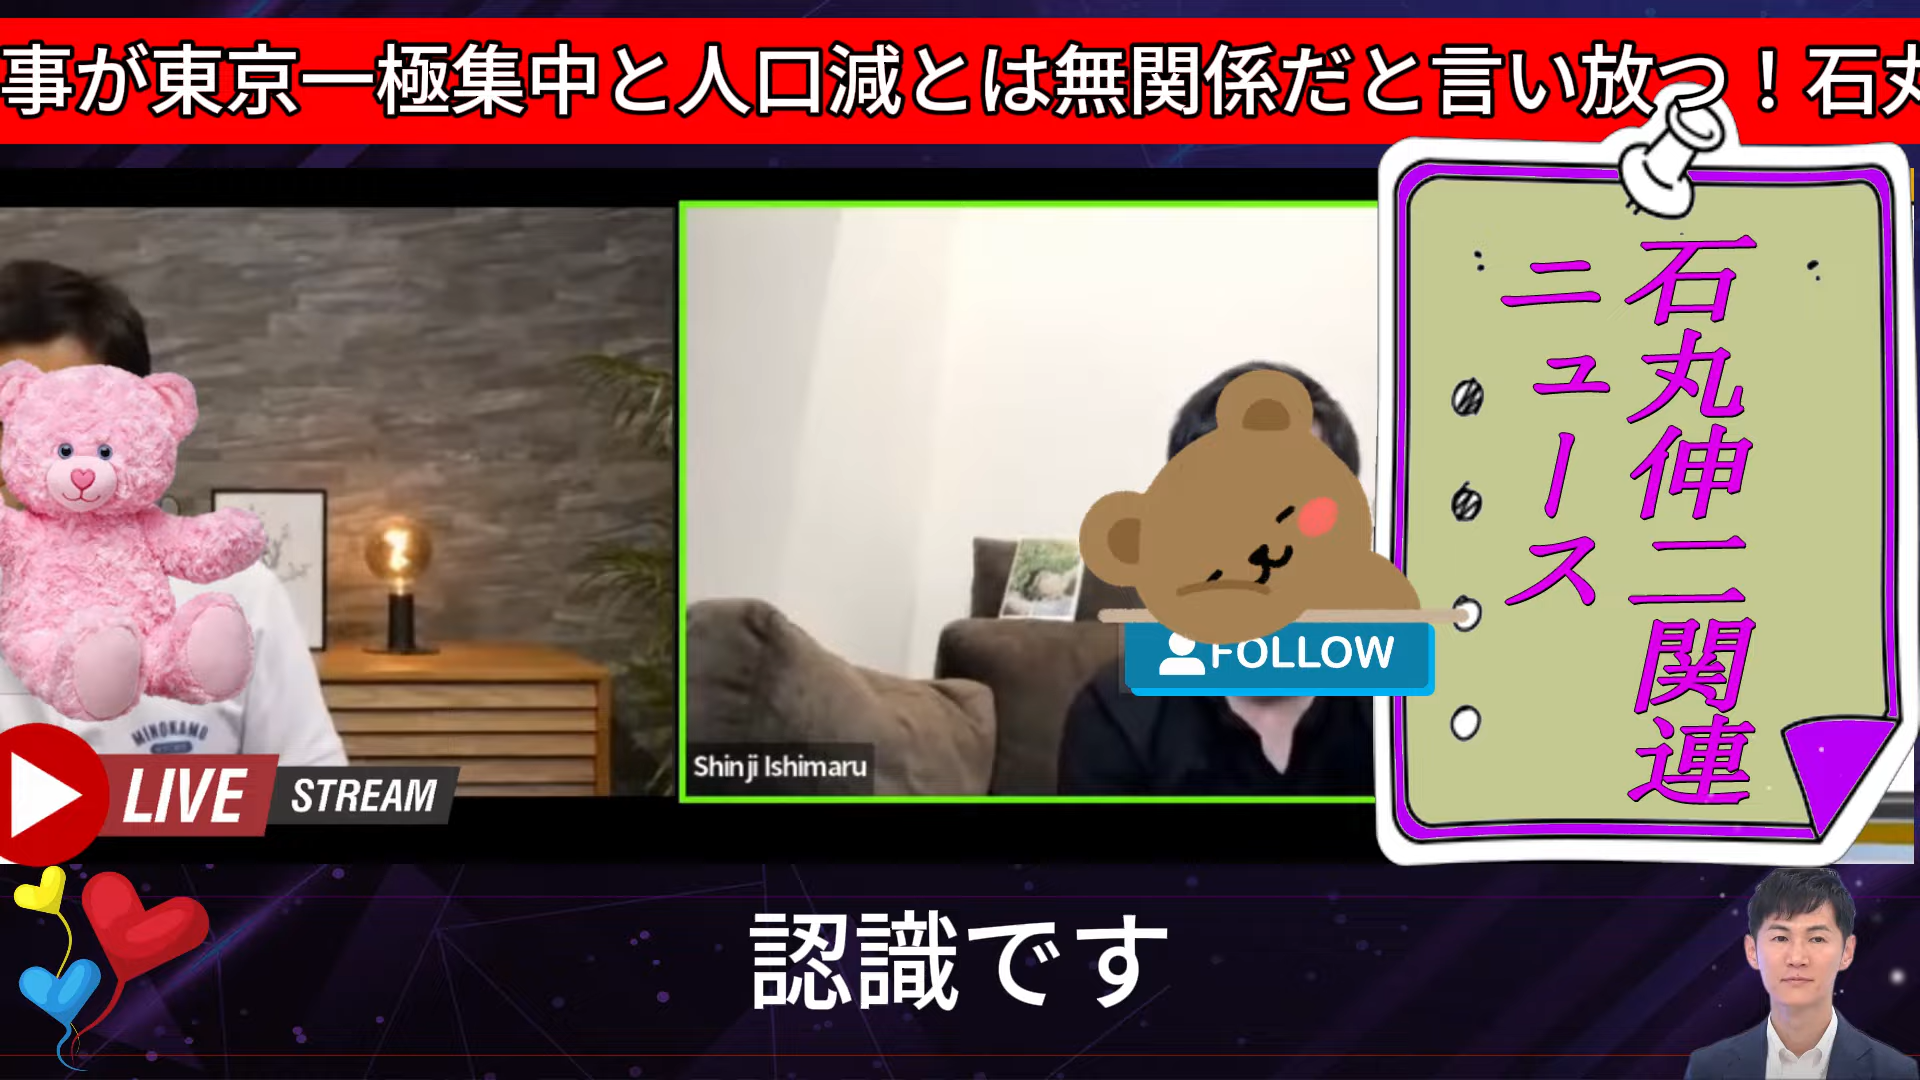 事が東京一極集中と人口減とは無関係だと言い放つ！石丸
石丸伸二関連
ニュース
FOLLOW
MINOKAMO
Shinji Ishimaru
LIVE STREAM
認識です